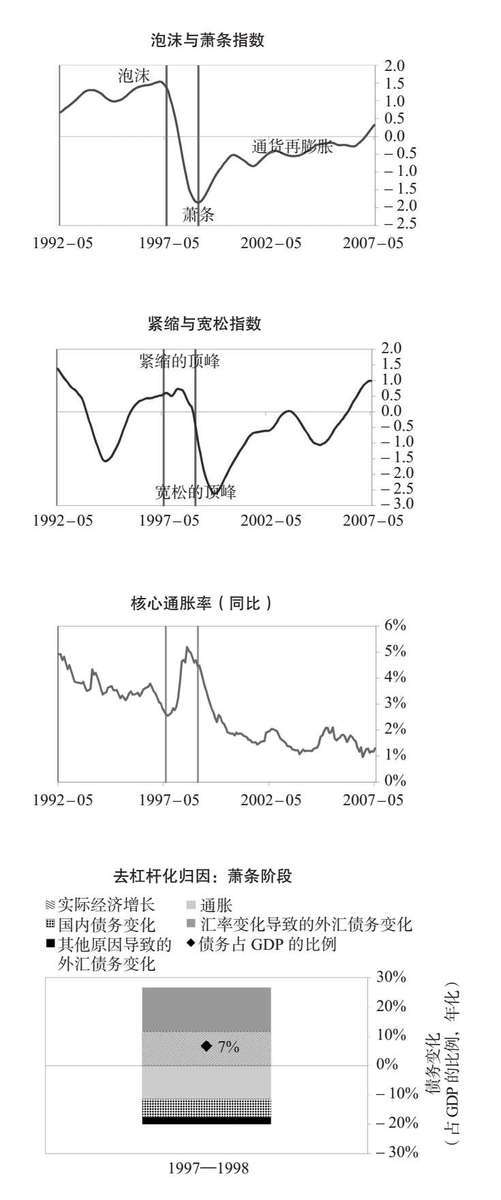 泡沫与萧条指数
泡沫
通货再膨胀
萧条
2.0
1.5
1.0
0.5
0.0
－0.5
－1.0
－1.5
－2.0
－2.5
1992－05 1997－05 2002－05 2007－05
紧缩与宽松指数
紧缩的顶峰
宽松的顶峰
2.0
1.5
1.0
0.5
0.0
－0.5
－1.0
－1.5
－2.0
－2.5
－3.0
1992－05 1997－05 2002－05 2007－05
核心通胀率（同比）
6%
5%
4%
3%
2%
1%
0%
1992－05 1997－05 2002－05 2007－05
去杠杆化归因：萧条阶段
实际经济增长 通胀
国内债务变化 汇率变化导致的外汇债务变化
其他原因导致的 债务占 GDP 的比例
外汇债务变化
7%
30%
20%
10%
0%
－10%
－20%
－30%
债务变化
（占 GDP 的比例，年化）
1997—1998